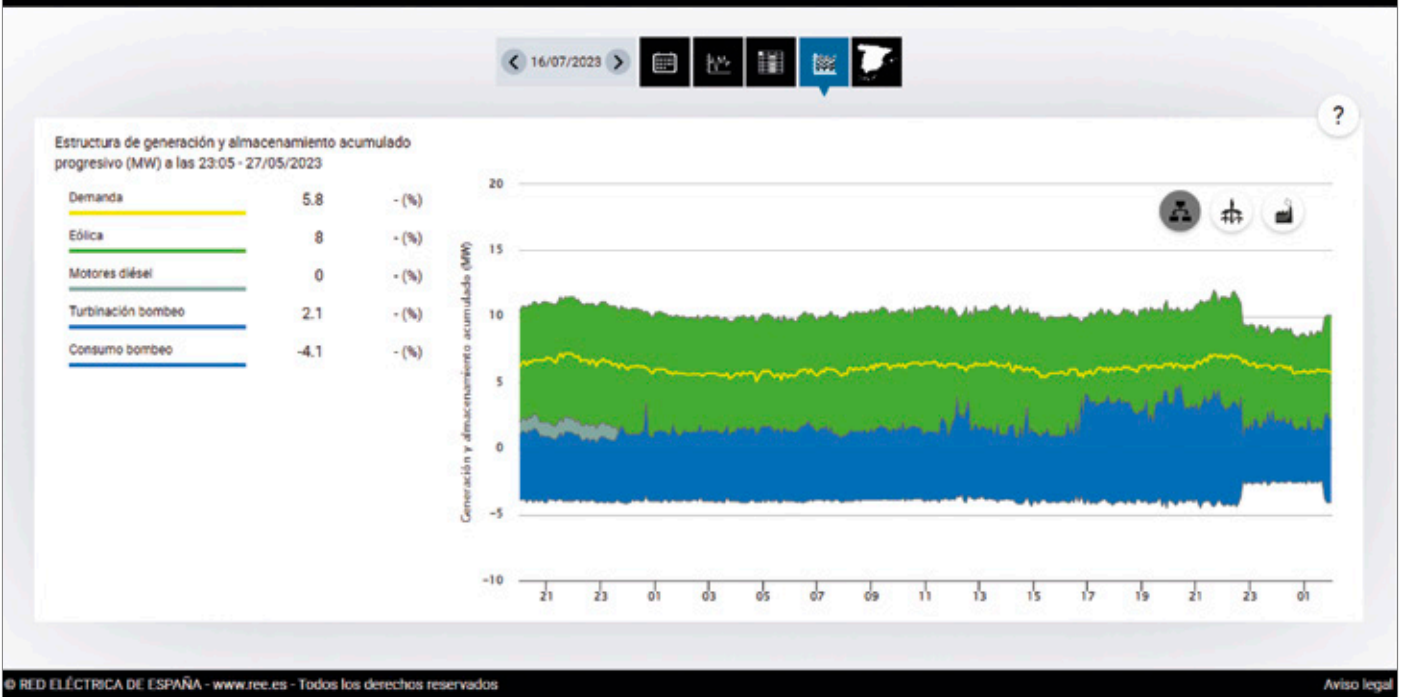 16/07/2023
?
Estructura de generación y almacenamiento acumulado
progresivo (MW) a las 23:05 - 27/05/2023
Demanda 5.8 - (%)
Eólica 8 - (%)
Motores diésel 0 - (%)
Turbinación bombeo 2.1 - (%)
Consumo bombeo -4.1 - (%)
Generación y almacenamiento acumulado (MW)
20
15
10
5
0
-5
-10
21 23 01 03 05 07 09 11 13 15 17 19 21 23 01
© RED ELÉCTRICA DE ESPAÑA - www.ree.es - Todos los derechos reservados
Aviso legal